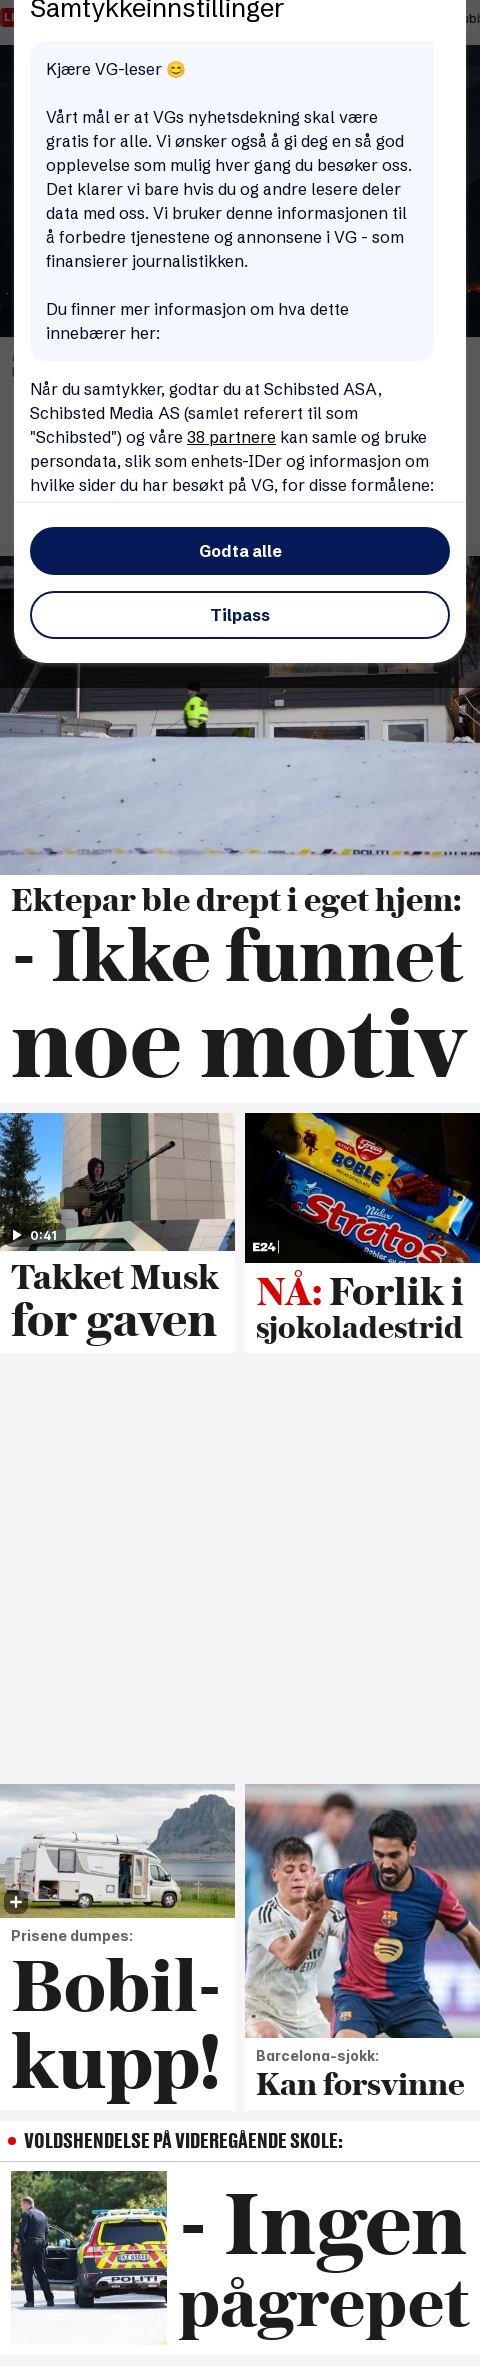 Samtykkeinnstillinger
Kjære VG-leser 😊
Vårt mål er at VGs nyhetsdekning skal være
gratis for alle. Vi ønsker også å gi deg en så god
opplevelse som mulig hver gang du besøker oss.
Det klarer vi bare hvis du og andre lesere deler
data med oss. Vi bruker denne informasjonen til
å forbedre tjenestene og annonsene i VG - som
finansierer journalistikken.
Du finner mer informasjon om hva dette
innebærer her:
Når du samtykker, godtar du at Schibsted ASA,
Schibsted Media AS (samlet referert til som
"Schibsted") og våre 38 partnere kan samle og bruke
persondata, slik som enhets-IDer og informasjon om
hvilke sider du har besøkt på VG, for disse formålene:
Godta alle
Tilpass
POLITI
Ektepar ble drept i eget hjem:
- Ikke funnet
noe motiv
0:41
Takket Musk
for gaven
Freia
BOBLE
Nidar
Stratos
E24
NÅ: Forlik i
sjokoladestrid
Prisene dumpes:
Bobil-
kupp!
Barcelona-sjokk:
Kan forsvinne
VOLDSHENDELSE PÅ VIDEREGÅENDE SKOLE:
POLITI
- Ingen
pågrepet